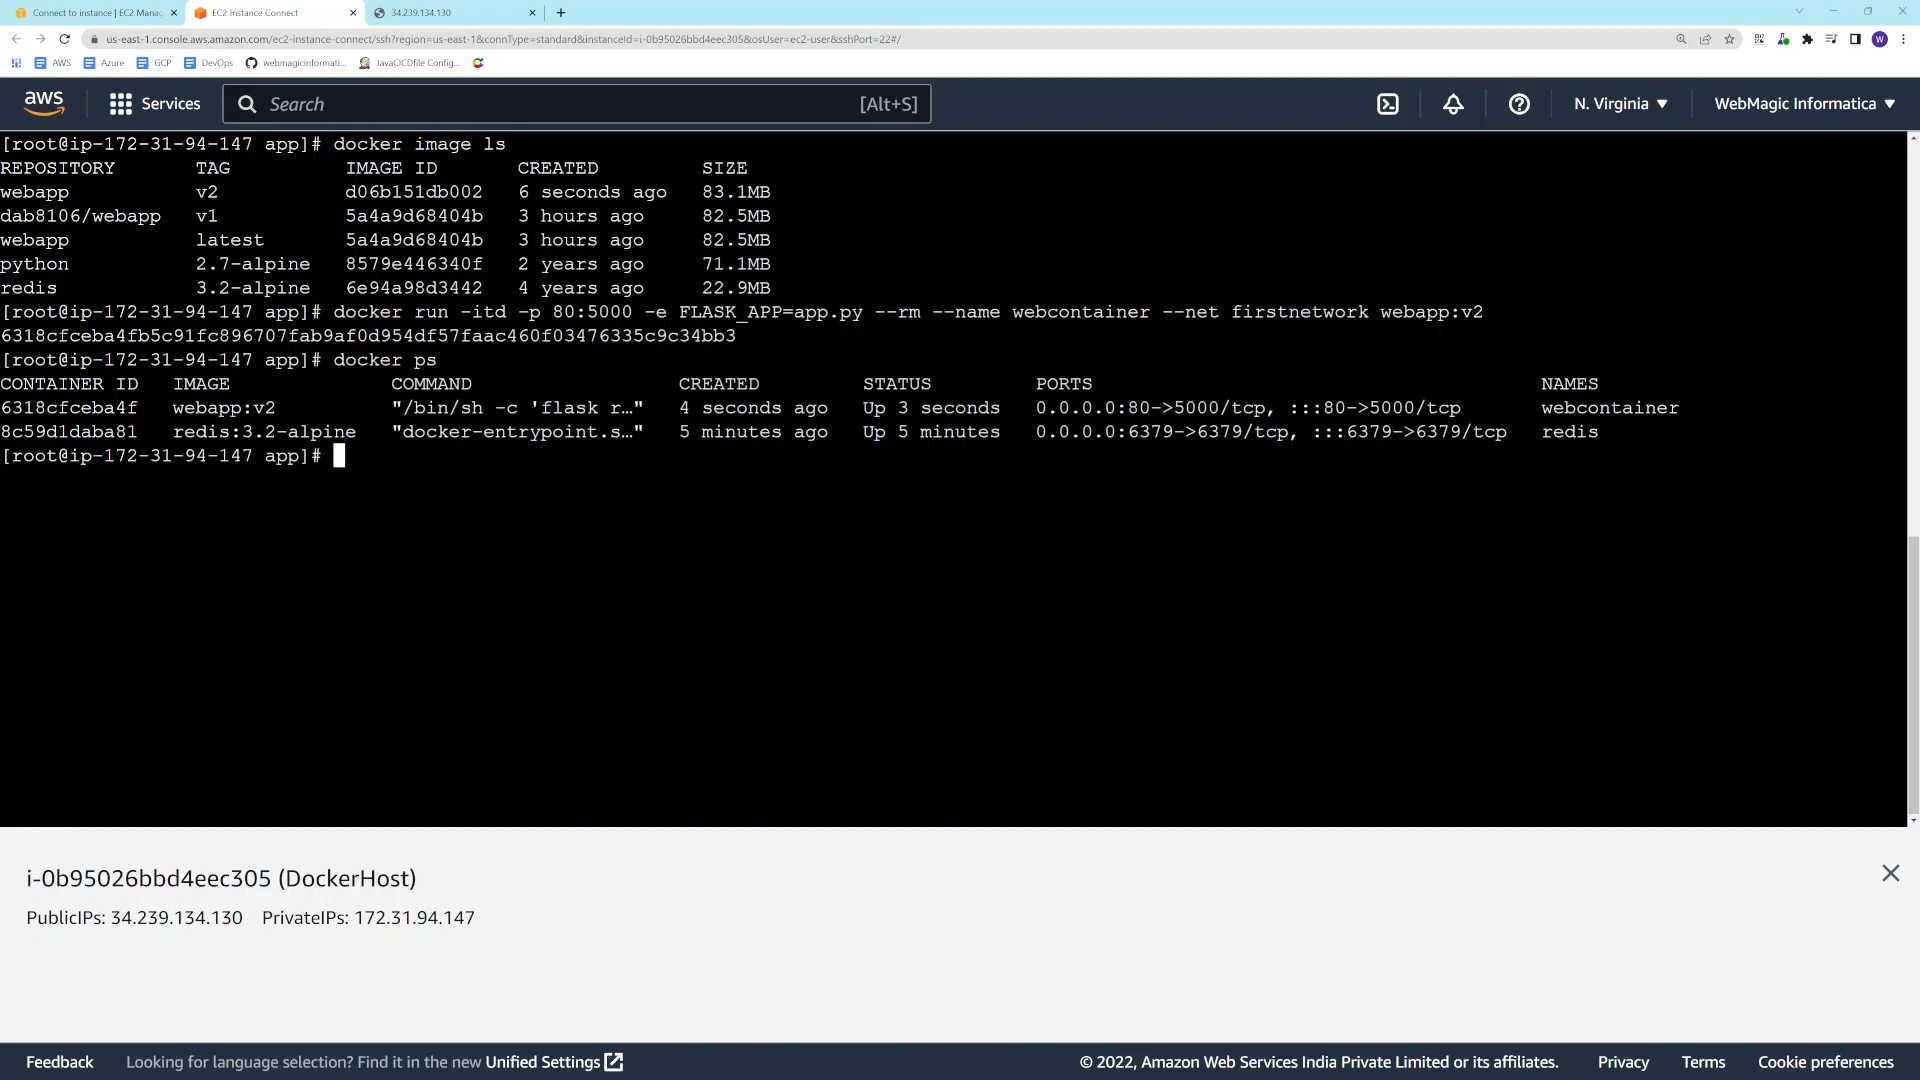 Connect to instance | EC2 Manag
EC2 Instance Connect
34.239.134.130
us-east-1.console.aws.amazon.com/ec2-instance-connect/ssh?region=us-east-1&connType=standard&instanceId=i-0b95026bbd4eec305&osUser=ec2-user&sshPort=22#/
W
AWS
Azure
GCP
DevOps
webmagicinformati...
JavaCICDfile Config...
aws
Services
Search
[Alt+S]
N. Virginia
WebMagic Informatica
[root@ip-172-31-94-147 app]# docker image ls
REPOSITORY TAG IMAGE ID CREATED SIZE
webapp v2 d06b151db002 6 seconds ago 83.1MB
dab8106/webapp v1 5a4a9d68404b 3 hours ago 82.5MB
webapp latest 5a4a9d68404b 3 hours ago 82.5MB
python 2.7-alpine 8579e446340f 2 years ago 71.1MB
redis 3.2-alpine 6e94a98d3442 4 years ago 22.9MB
[root@ip-172-31-94-147 app]# docker run -itd -p 80:5000 -e FLASK_APP=app.py --rm --name webcontainer --net firstnetwork webapp:v2
6318cfceba4fb5c91fc896707fab9af0d954df57faac460f03476335c9c34bb3
[root@ip-172-31-94-147 app]# docker ps
CONTAINER ID IMAGE COMMAND CREATED STATUS PORTS NAMES
6318cfceba4f webapp:v2 "/bin/sh -c 'flask r…" 4 seconds ago Up 3 seconds 0.0.0.0:80->5000/tcp, :::80->5000/tcp webcontainer
8c59d1daba81 redis:3.2-alpine "docker-entrypoint.s…" 5 minutes ago Up 5 minutes 0.0.0.0:6379->6379/tcp, :::6379->6379/tcp redis
[root@ip-172-31-94-147 app]#
i-0b95026bbd4eec305 (DockerHost)
PublicIPs: 34.239.134.130 PrivateIPs: 172.31.94.147
Feedback
Looking for language selection? Find it in the new Unified Settings
© 2022, Amazon Web Services India Private Limited or its affiliates.
Privacy
Terms
Cookie preferences